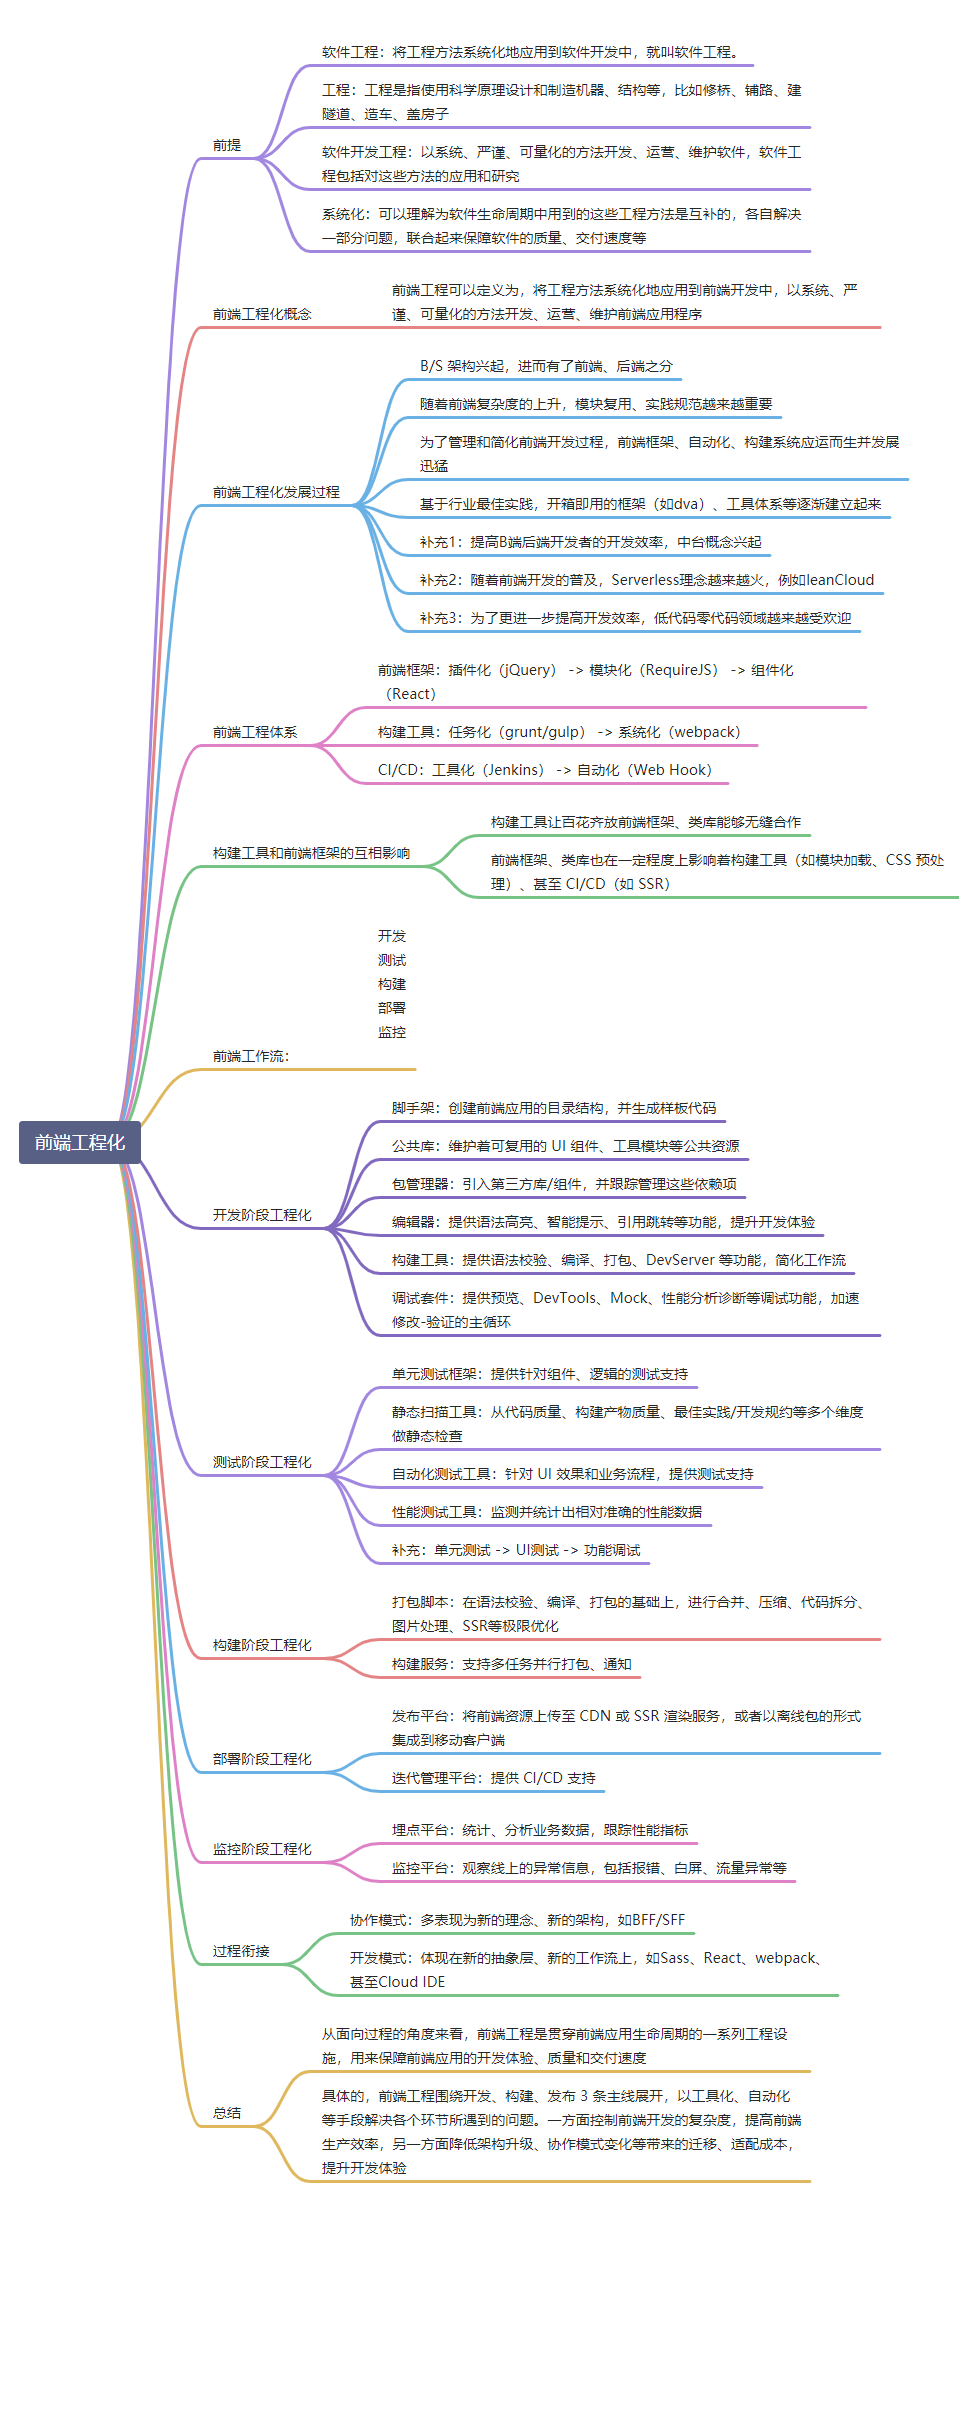 软件工程：将工程方法系统化地应用到软件开发中，就叫软件工程。
工程：工程是指使用科学原理设计和制造机器、结构等，比如修桥、铺路、建
隧道、造车、盖房子
前提
软件开发工程：以系统、严谨、可量化的方法开发、运营、维护软件，软件工
程包括对这些方法的应用和研究
系统化：可以理解为软件生命周期中用到的这些工程方法是互补的，各自解决
一部分问题，联合起来保障软件的质量、交付速度等
前端工程化概念
前端工程可以定义为，将工程方法系统化地应用到前端开发中，以系统、严
谨、可量化的方法开发、运营、维护前端应用程序
B/S 架构兴起，进而有了前端、后端之分
随着前端复杂度的上升，模块复用、实践规范越来越重要
为了管理和简化前端开发过程，前端框架、自动化、构建系统应运而生并发展
迅猛
前端工程化发展过程
基于行业最佳实践，开箱即用的框架（如dva）、工具体系等逐渐建立起来
补充1：提高B端后端开发者的开发效率，中台概念兴起
补充2：随着前端开发的普及，Serverless理念越来越火，例如leanCloud
补充3：为了更进一步提高开发效率，低代码零代码领域越来越受欢迎
前端框架：插件化（jQuery） -> 模块化（RequireJS） -> 组件化
（React）
前端工程体系
构建工具：任务化（grunt/gulp） -> 系统化（webpack）
CI/CD：工具化（Jenkins） -> 自动化（Web Hook）
构建工具和前端框架的互相影响
构建工具让百花齐放前端框架、类库能够无缝合作
前端框架、类库也在一定程度上影响着构建工具（如模块加载、CSS 预处
理）、甚至 CI/CD（如 SSR）
开发
测试
构建
部署
监控
前端工作流：
前端工程化
脚手架：创建前端应用的目录结构，并生成样板代码
公共库：维护着可复用的 UI 组件、工具模块等公共资源
包管理器：引入第三方库/组件，并跟踪管理这些依赖项
开发阶段工程化
编辑器：提供语法高亮、智能提示、引用跳转等功能，提升开发体验
构建工具：提供语法校验、编译、打包、DevServer 等功能，简化工作流
调试套件：提供预览、DevTools、Mock、性能分析诊断等调试功能，加速
修改-验证的主循环
单元测试框架：提供针对组件、逻辑的测试支持
静态扫描工具：从代码质量、构建产物质量、最佳实践/开发规约等多个维度
做静态检查
测试阶段工程化
自动化测试工具：针对 UI 效果和业务流程，提供测试支持
性能测试工具：监测并统计出相对准确的性能数据
补充：单元测试 -> UI测试 -> 功能调试
构建阶段工程化
打包脚本：在语法校验、编译、打包的基础上，进行合并、压缩、代码拆分、
图片处理、SSR等极限优化
构建服务：支持多任务并行打包、通知
部署阶段工程化
发布平台：将前端资源上传至 CDN 或 SSR 渲染服务，或者以离线包的形式
集成到移动客户端
迭代管理平台：提供 CI/CD 支持
监控阶段工程化
埋点平台：统计、分析业务数据，跟踪性能指标
监控平台：观察线上的异常信息，包括报错、白屏、流量异常等
过程衔接
协作模式：多表现为新的理念、新的架构，如BFF/SFF
开发模式：体现在新的抽象层、新的工作流上，如Sass、React、webpack、
甚至Cloud IDE
总结
从面向过程的角度来看，前端工程是贯穿前端应用生命周期的一系列工程设
施，用来保障前端应用的开发体验、质量和交付速度
具体的，前端工程围绕开发、构建、发布 3 条主线展开，以工具化、自动化
等手段解决各个环节所遇到的问题。一方面控制前端开发的复杂度，提高前端
生产效率，另一方面降低架构升级、协作模式变化等带来的迁移、适配成本，
提升开发体验